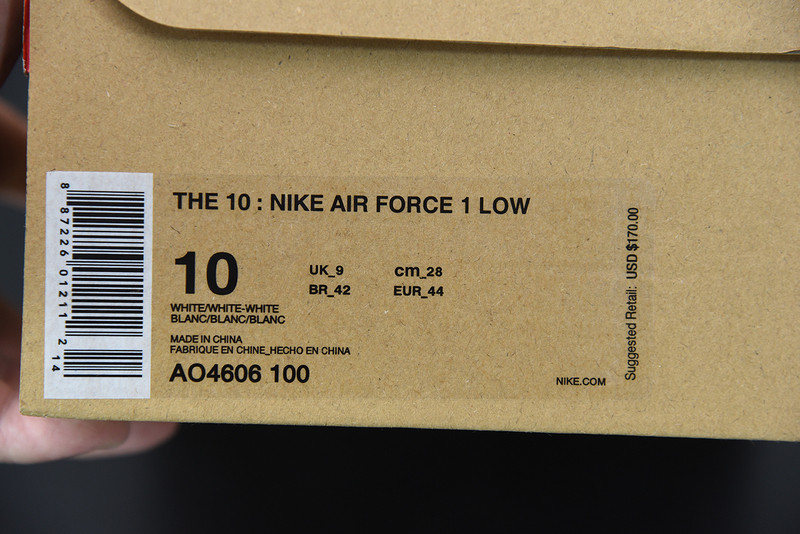 THE 10 : NIKE AIR FORCE 1 LOW
10
UK_9
cm_28
BR_42
EUR_44
WHITE/WHITE-WHITE
BLANC/BLANC/BLANC
MADE IN CHINA
FABRIQUE EN CHINE_HECHO EN CHINA
AO4606 100
NIKE.COM
Suggested Retail: USD $170.00
8 87226 01211 2 14